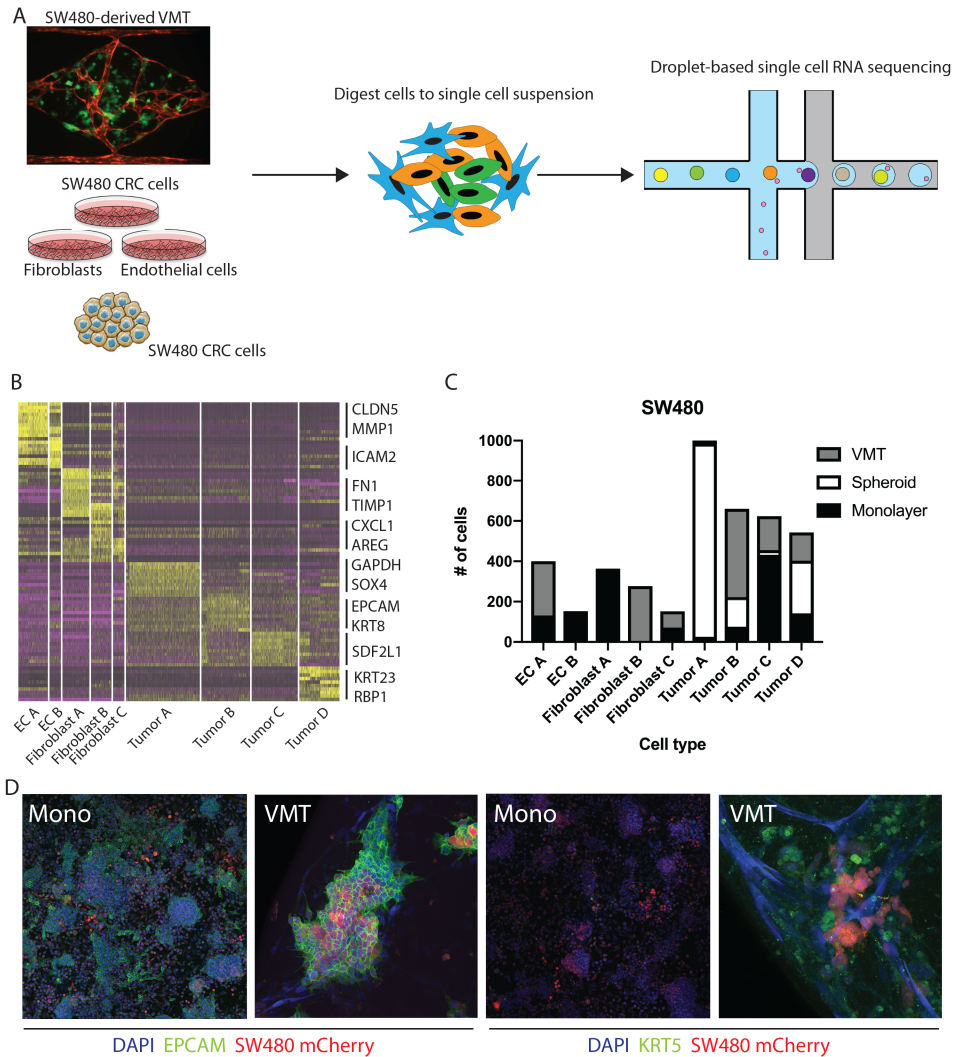 A
SW480-derived VMT
Digest cells to single cell suspension
Droplet-based single cell RNA sequencing
SW480 CRC cells
Fibroblasts
Endothelial cells
SW480 CRC cells
B
CLDN5
MMP1
ICAM2
FN1
TIMP1
CXCL1
AREG
GAPDH
SOX4
EPCAM
KRT8
SDF2L1
KRT23
RBP1
EC A
EC B
Fibroblast A
Fibroblast B
Fibroblast C
Tumor A
Tumor B
Tumor C
Tumor D
C
SW480
# of cells
1000
800
600
400
200
0
VMT
Spheroid
Monolayer
EC A
EC B
Fibroblast A
Fibroblast B
Fibroblast C
Tumor A
Tumor B
Tumor C
Tumor D
Cell type
D
Mono
VMT
Mono
VMT
DAPI EPCAM SW480 mCherry
DAPI KRT5 SW480 mCherry